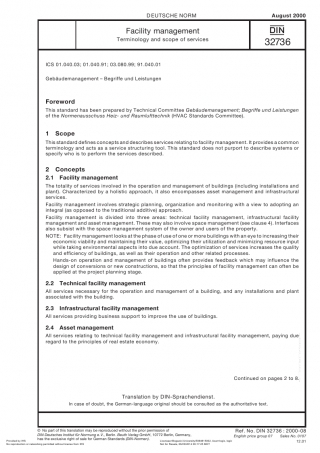 DEUTSCHE NORM
August 2000
Facility management
Terminology and scope of services
DIN
32736
ICS 01.040.03; 01.040.91; 03.080.99; 91.040.01
Gebäudemanagement – Begriffe und Leistungen
Foreword
This standard has been prepared by Technical Committee Gebäudemanagement; Begriffe und Leistungen
of the Normenausschuss Heiz- und Raumlufttechnik (HVAC Standards Committee).
1 Scope
This standard defines concepts and describes services relating to facility management. It provides a common
terminology and acts as a service structuring tool. This standard does not purport to describe systems or
specify who is to perform the services described.
2 Concepts
2.1 Facility management
The totality of services involved in the operation and management of buildings (including installations and
plant). Characterized by a holistic approach, it also encompasses asset management and infrastructural
services.
Facility management involves strategic planning, organization and monitoring with a view to adopting an
integral (as opposed to the traditional additive) approach.
Facility management is divided into three areas: technical facility management, infrastructural facility
management and asset management. These may also involve space management (see clause 4). Interfaces
also subsist with the space management system of the owner and users of the property.
NOTE: Facility management looks at the phase of use of one or more buildings with an eye to increasing their
economic viability and maintaining their value, optimizing their utilization and minimizing resource input
while taking environmental aspects into due account. The optimization of services increases the quality
and efficiency of buildings, as well as their operation and other related processes.
Hands-on operation and management of buildings often provides feedback which may influence the
design of conversions or new constructions, so that the principles of facility management can often be
applied at the project planning stage.
2.2 Technical facility management
All services necessary for the operation and management of a building, and any installations and plant
associated with the building.
2.3 Infrastructural facility management
All services providing business support to improve the use of buildings.
2.4 Asset management
All services relating to technical facility management and infrastructural facility management, paying due
regard to the principles of real estate economy.
Continued on pages 2 to 8.
Translation by DIN-Sprachendienst.
In case of doubt, the German-language original should be consulted as the authoritative text.
© No part of this translation may be reproduced without the prior permission of
DIN Deutsches Institut für Normung e. V., Berlin. Beuth Verlag GmbH, 10772 Berlin, Germany,
has the exclusive right of sale for German Standards (DIN-Normen).
Ref. No. DIN 32736 : 2000-08
English price group 07 Sales No. 0107
12.01